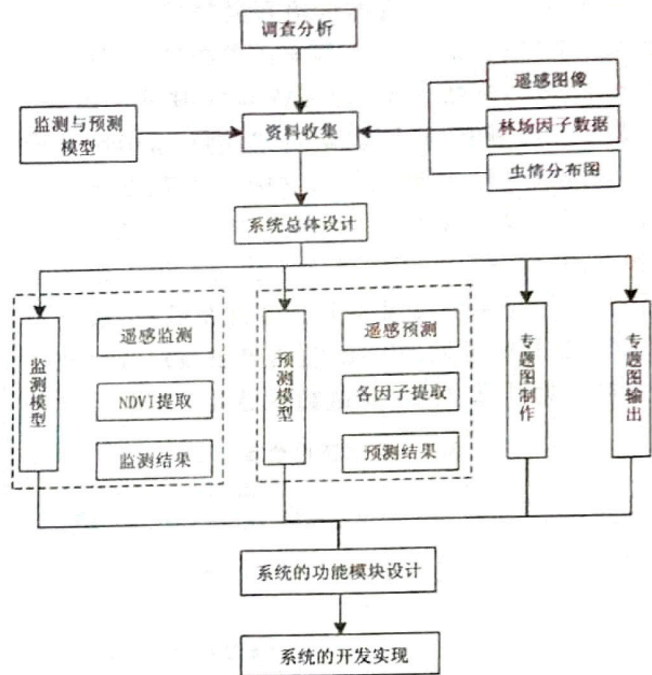 调查分析
遥感图像
监测与预测
模型
资料收集
林场因子数据
虫情分布图
系统总体设计
监测模型
遥感监测
NDVI提取
监测结果
预测模型
遥感预测
各因子提取
预测结果
专题图制作
专题图输出
系统的功能模块设计
系统的开发实现